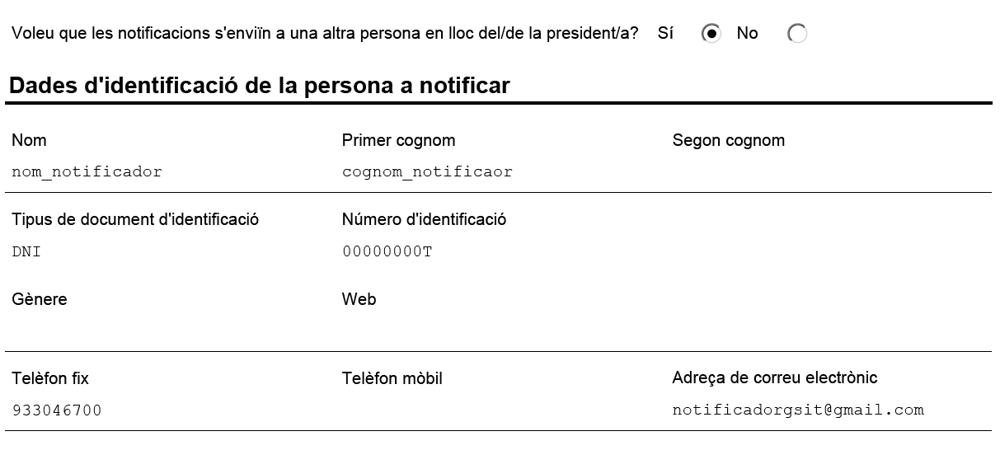 Voleu que les notificacions s'enviïn a una altra persona en lloc del/de la president/a? Sí No
Dades d'identificació de la persona a notificar
Nom Primer cognom Segon cognom
nom_notificador cognom_notificaor
Tipus de document d'identificació Número d'identificació
DNI 00000000T
Gènere Web
Telèfon fix Telèfon mòbil Adreça de correu electrònic
933046700 notificadorgsit@gmail.com